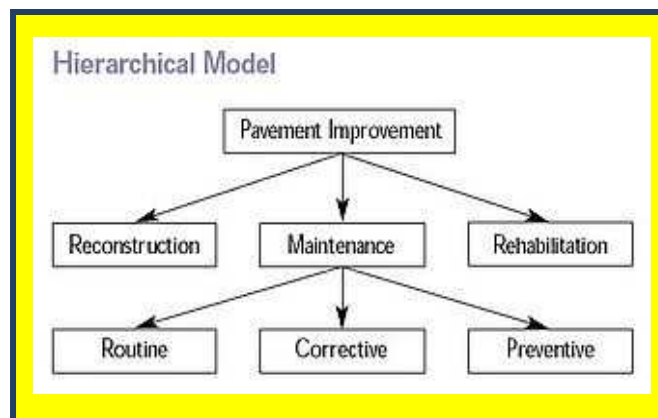 Hierarchical Model
Pavement Improvement
Reconstruction
Maintenance
Rehabilitation
Routine
Corrective
Preventive